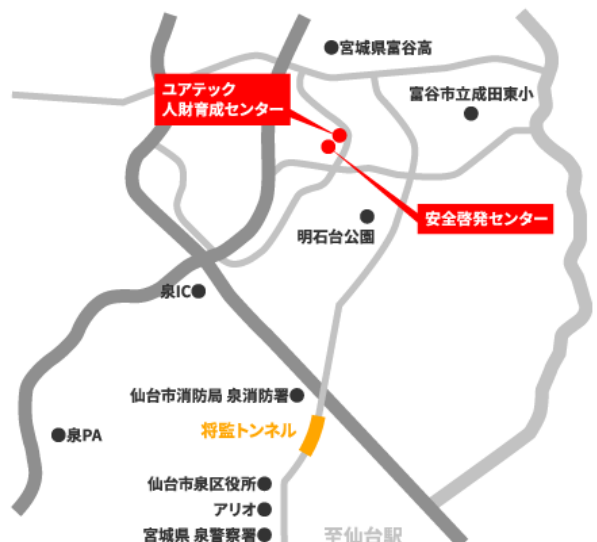 宮城県富谷高
ユアテック
人財育成センター
富谷市立成田東小
安全啓発センター
明石台公園
泉IC
仙台市消防局 泉消防署
将監トンネル
泉PA
仙台市泉区役所
アリオ
宮城県 泉警察署
至仙台駅